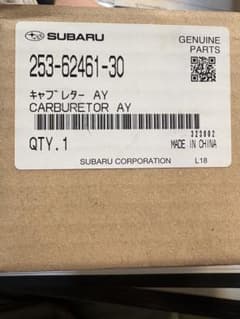 SUBARU
GENUINE
PARTS
253-62461-30
ｷｬﾌﾞﾚﾀｰ AY
CARBURETOR AY
323802
QTY.1
MADE IN CHINA
SUBARU CORPORATION
L18